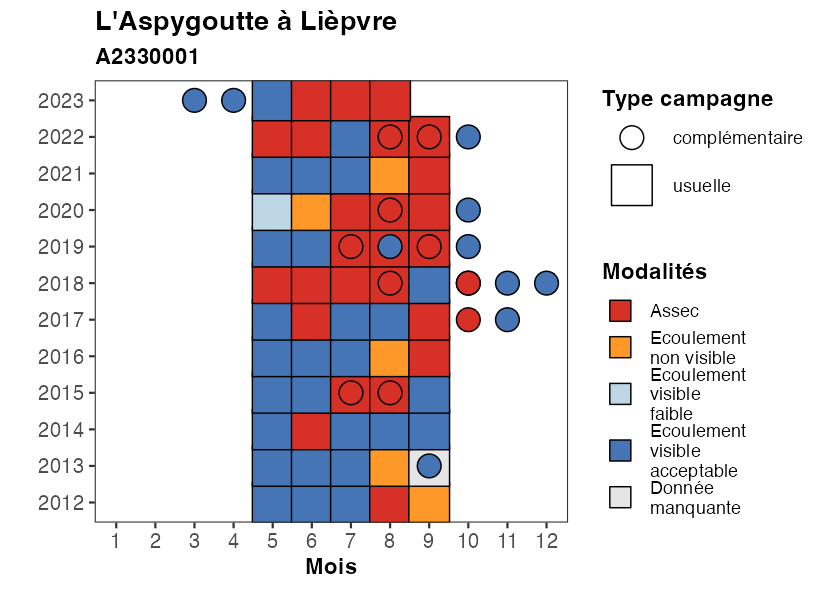 L'Aspygoutte à Lièpvre
A2330001
2023
2022
2021
2020
2019
2018
2017
2016
2015
2014
2013
2012
1 2 3 4 5 6 7 8 9 10 11 12
Mois
Type campagne
complémentaire
usuelle
Modalités
Assec
Ecoulement
non visible
Ecoulement
visible
faible
Ecoulement
visible
acceptable
Donnée
manquante